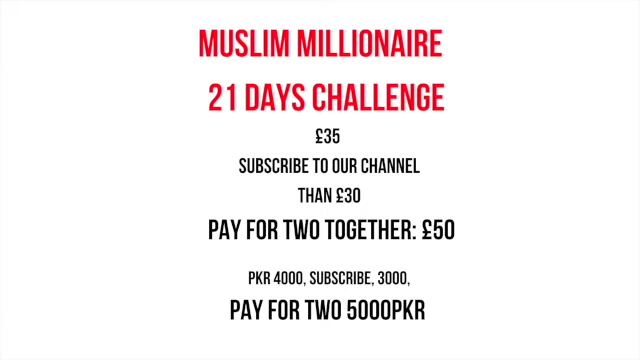 MUSLIM MILLIONAIRE
21 DAYS CHALLENGE
£35
SUBSCRIBE TO OUR CHANNEL
THAN £30
PAY FOR TWO TOGETHER: £50
PKR 4000, SUBSCRIBE, 3000,
PAY FOR TWO 5000PKR